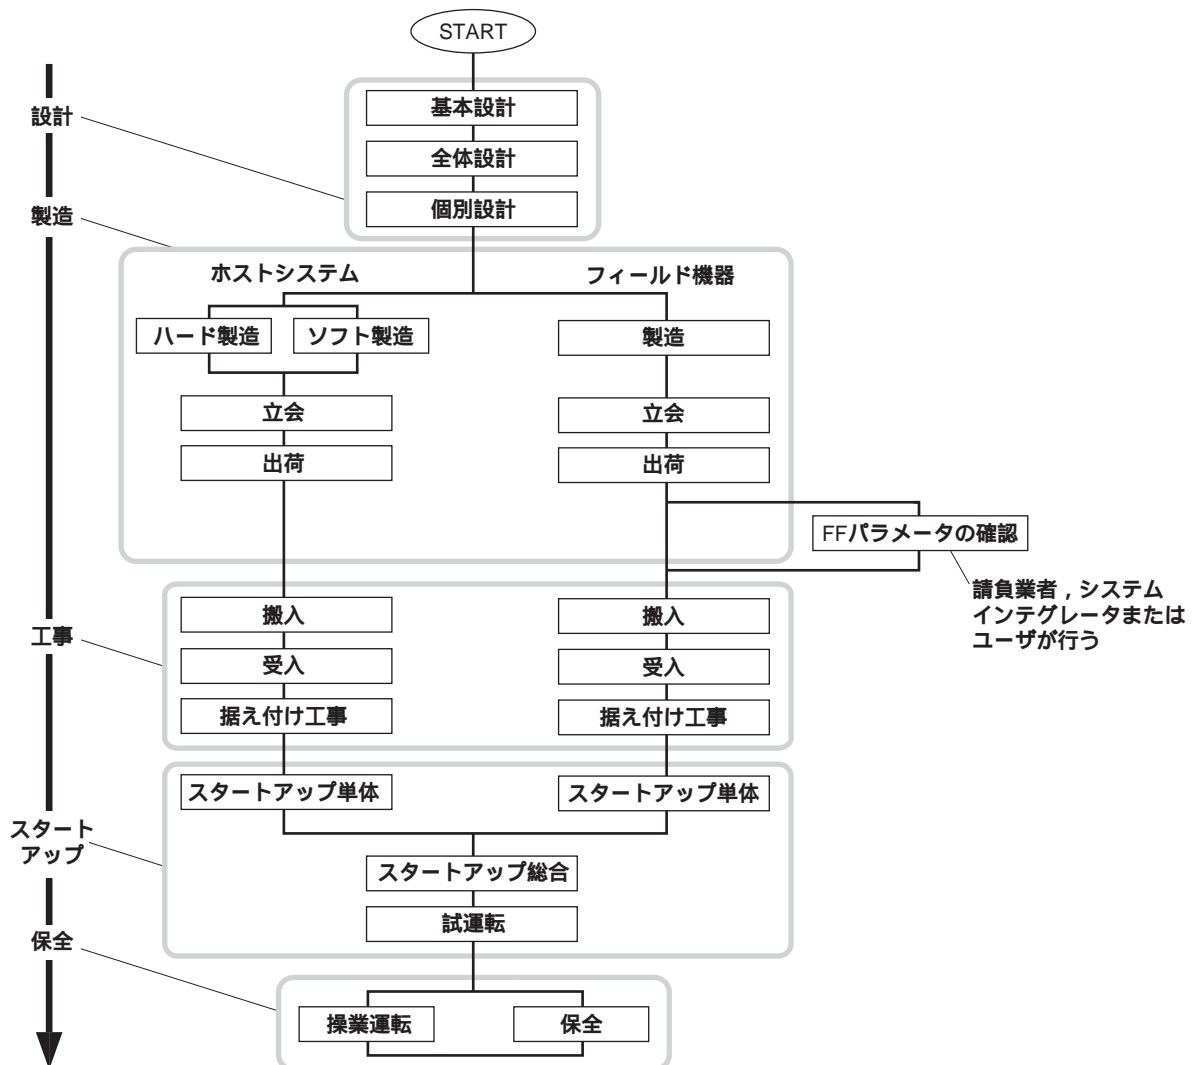 START
設計
基本設計
全体設計
個別設計
製造
ホストシステム
フィールド機器
ハード製造
ソフト製造
製造
立会
立会
出荷
出荷
FFパラメータの確認
請負業者，システム
インテグレータまたは
ユーザが行う
工事
搬入
搬入
受入
受入
据え付け工事
据え付け工事
スタートアップ単体
スタートアップ単体
スタート
アップ
スタートアップ総合
試運転
保全
操業運転
保全